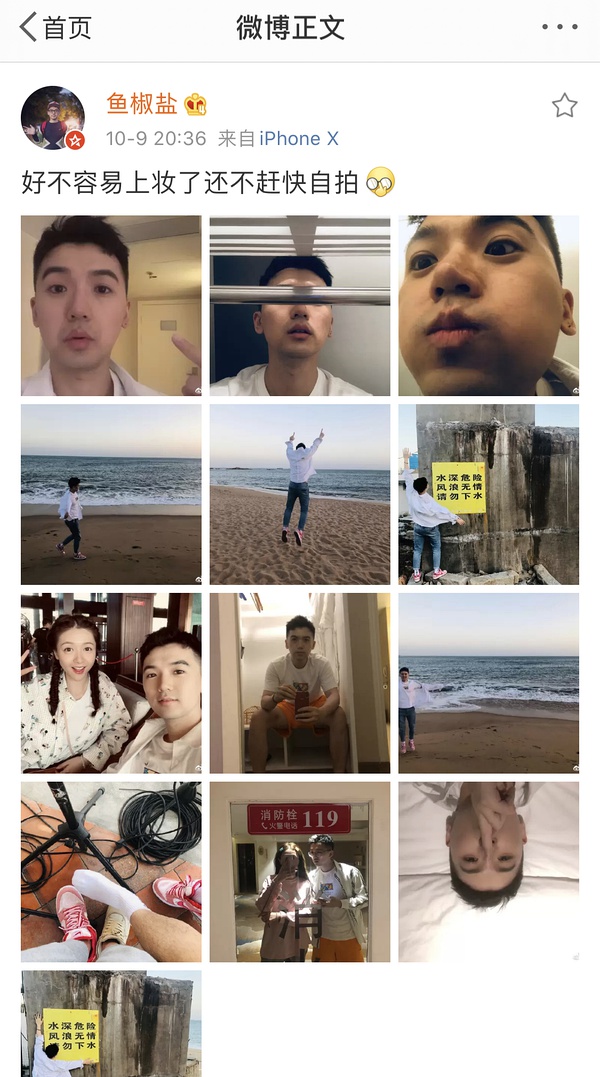 首页
微博正文
鱼椒盐
10-9 20:36 来自 iPhone X
好不容易上妆了还不赶快自拍
水深危险
风浪无情
请勿下水
消防栓
火警电话
119
消
水深危险
风浪无情
请勿下水